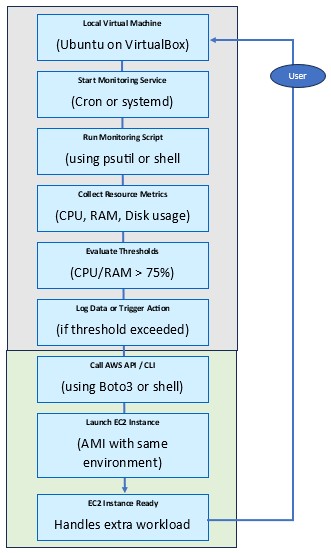 Local Virtual Machine
(Ubuntu on VirtualBox)
Start Monitoring Service
(Cron or systemd)
Run Monitoring Script
(using psutil or shell
Collect Resource Metrics
(CPU, RAM, Disk usage)
Evaluate Thresholds
(CPU/RAM > 75%)
Log Data or Trigger Action
(if threshold exceeded)
Call AWS API / CLI
(using Boto3 or shell)
Launch EC2 Instance
(AMI with same
environment)
EC2 Instance Ready
Handles extra workload
User